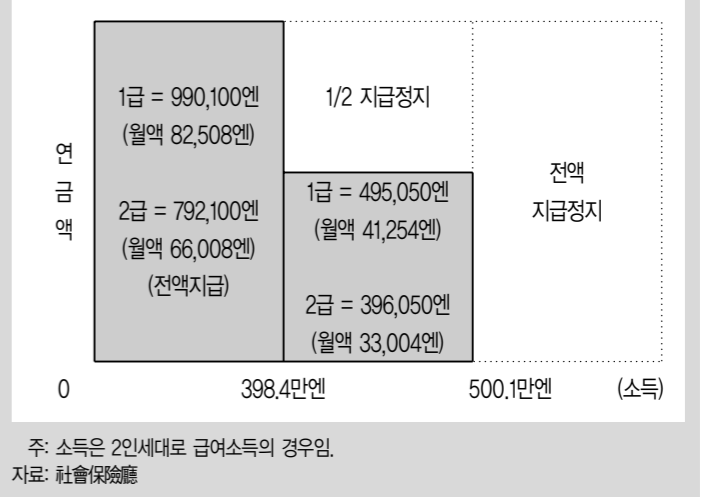 연
금
액
1급 = 990,100엔
(월액 82,508엔)
2급 = 792,100엔
(월액 66,008엔)
(전액지급)
1/2 지급정지
1급 = 495,050엔
(월액 41,254엔)
2급 = 396,050엔
(월액 33,004엔)
전액
지급정지
0 398.4만엔 500.1만엔 (소득)
주: 소득은 2인세대로 급여소득의 경우임.
자료: 社會保險廳